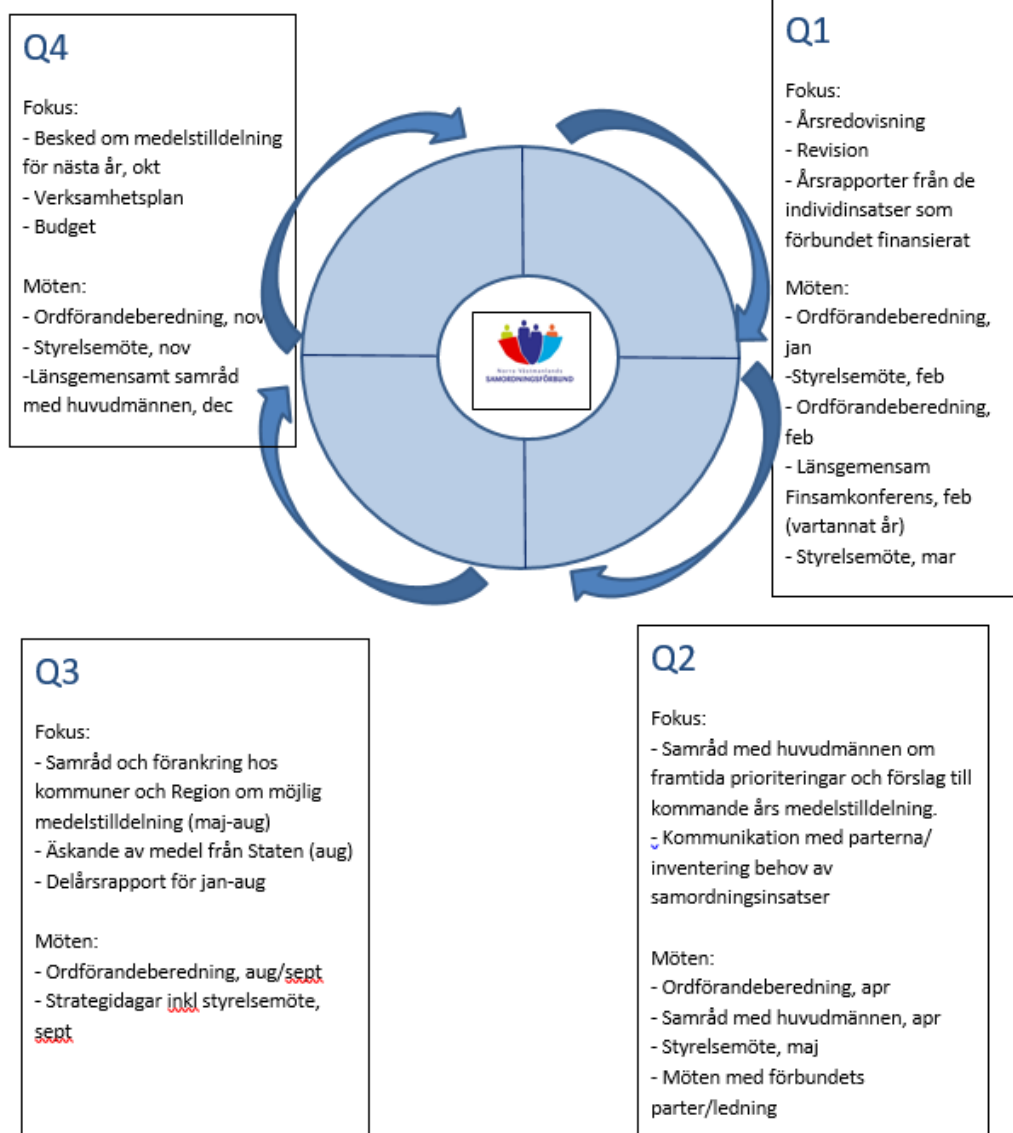 Q4
Fokus:
- Besked om medelstilldelning
för nästa år, okt
- Verksamhetsplan
- Budget
Möten:
- Ordförandeberedning, nov
- Styrelsemöte, nov
-Länsgemensamt samråd
med huvudmännen, dec
Q1
Fokus:
- Årsredovisning
- Revision
- Årsrapporter från de
individinsatser som
förbundet finansierat
Möten:
- Ordförandeberedning,
jan
-Styrelsemöte, feb
- Ordförandeberedning,
feb
- Länsgemensam
Finsamkonferens, feb
(vartannat år)
- Styrelsemöte, mar
Norra Västmanlands
SAMORDNINGSFÖRBUND
Q3
Fokus:
- Samråd och förankring hos
kommuner och Region om möjlig
medelstilldelning (maj-aug)
- Äskande av medel från Staten (aug)
- Delårsrapport för jan-aug
Möten:
- Ordförandeberedning, aug/sept
- Strategidagar inkl styrelsemöte,
sept
Q2
Fokus:
- Samråd med huvudmännen om
framtida prioriteringar och förslag till
kommande års medelstilldelning.
- Kommunikation med parterna/
inventering behov av
samordningsinsatser
Möten:
- Ordförandeberedning, apr
- Samråd med huvudmännen, apr
- Styrelsemöte, maj
- Möten med förbundets
parter/ledning